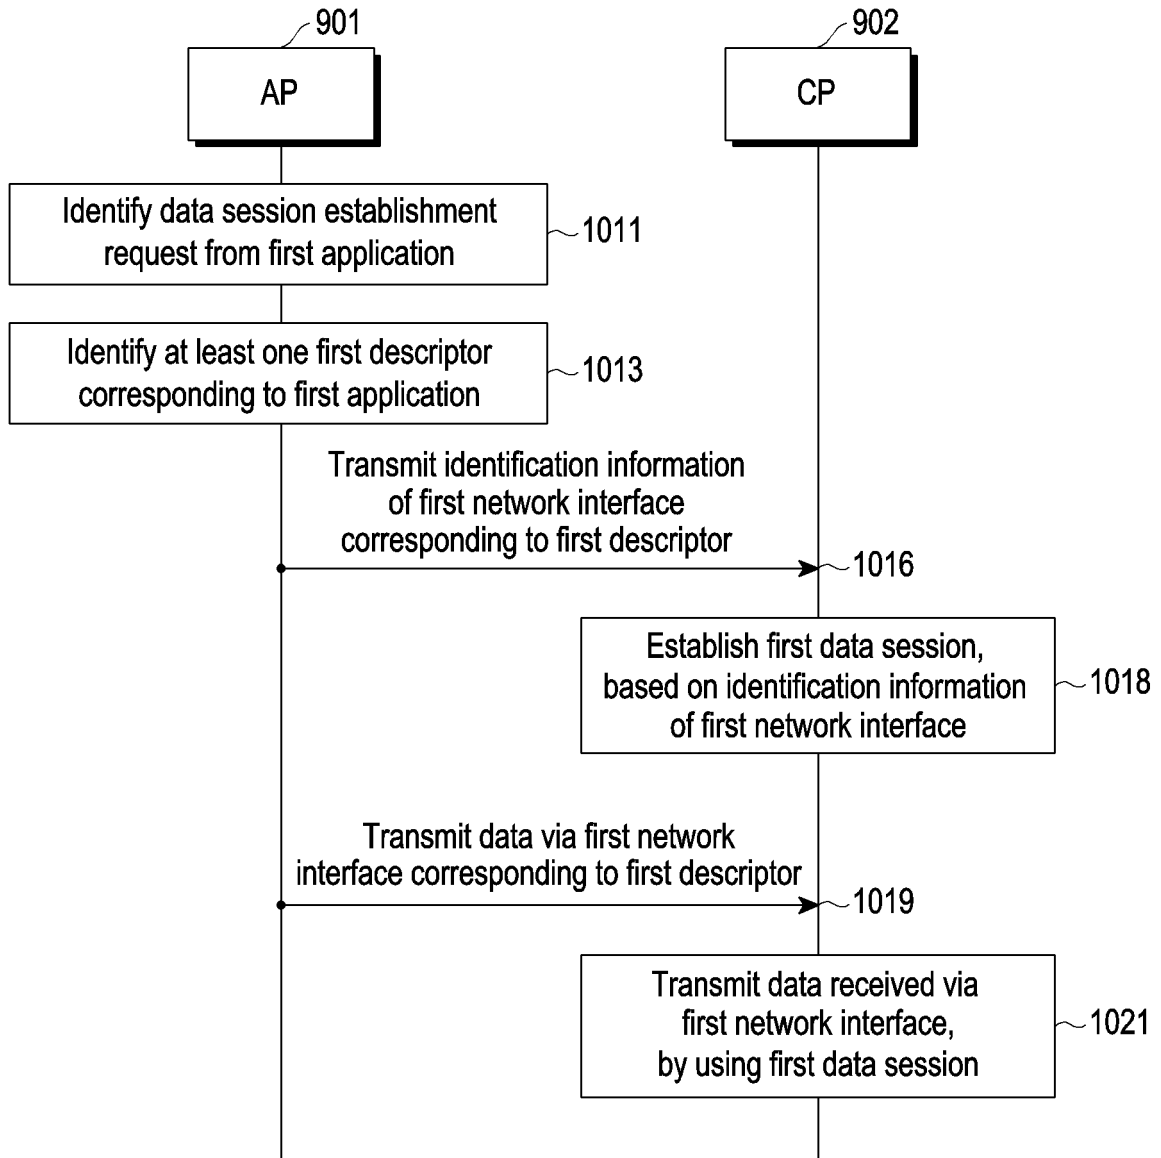 901
902
AP
CP
Identify data session establishment
request from first application
1011
Identify at least one first descriptor
corresponding to first application
1013
Transmit identification information
of first network interface
corresponding to first descriptor
1016
Establish first data session,
based on identification information
of first network interface
1018
Transmit data via first network
interface corresponding to first descriptor
1019
Transmit data received via
first network interface,
by using first data session
1021